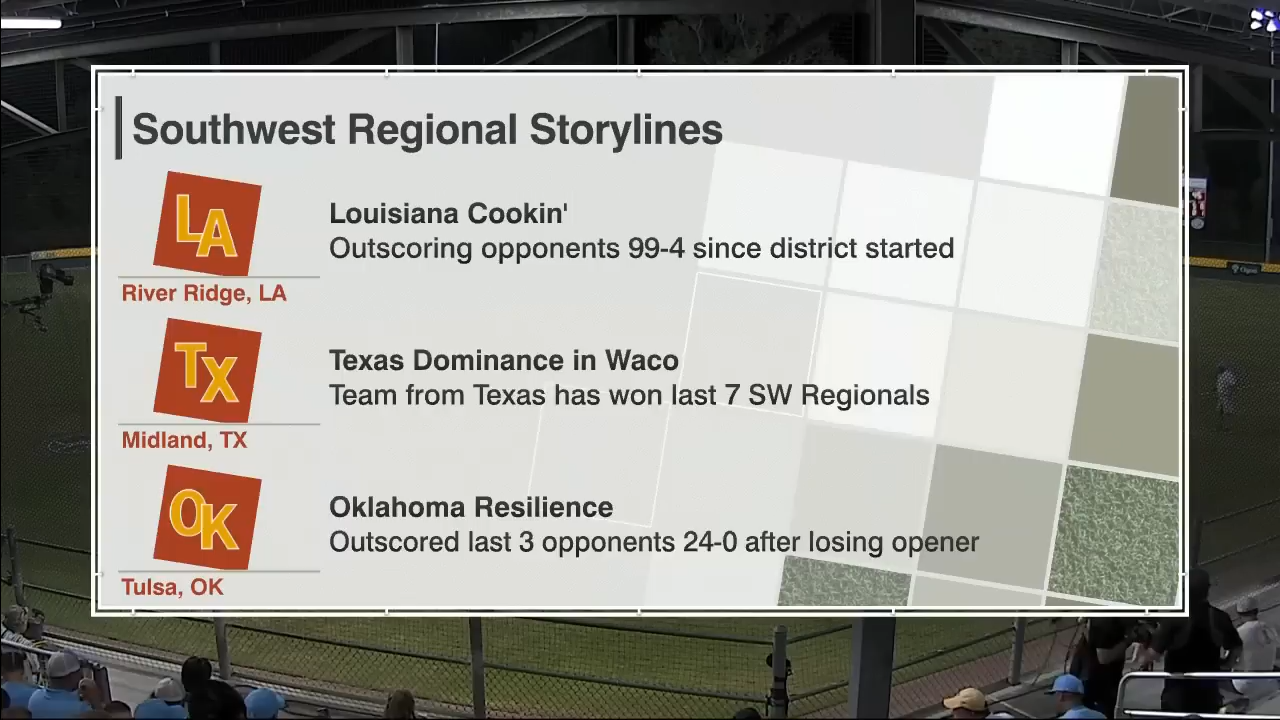 Southwest Regional Storylines
LA
River Ridge, LA
Louisiana Cookin'
Outscoring opponents 99-4 since district started
TX
Midland, TX
Texas Dominance in Waco
Team from Texas has won last 7 SW Regionals
OK
Tulsa, OK
Oklahoma Resilience
Outscored last 3 opponents 24-0 after losing opener